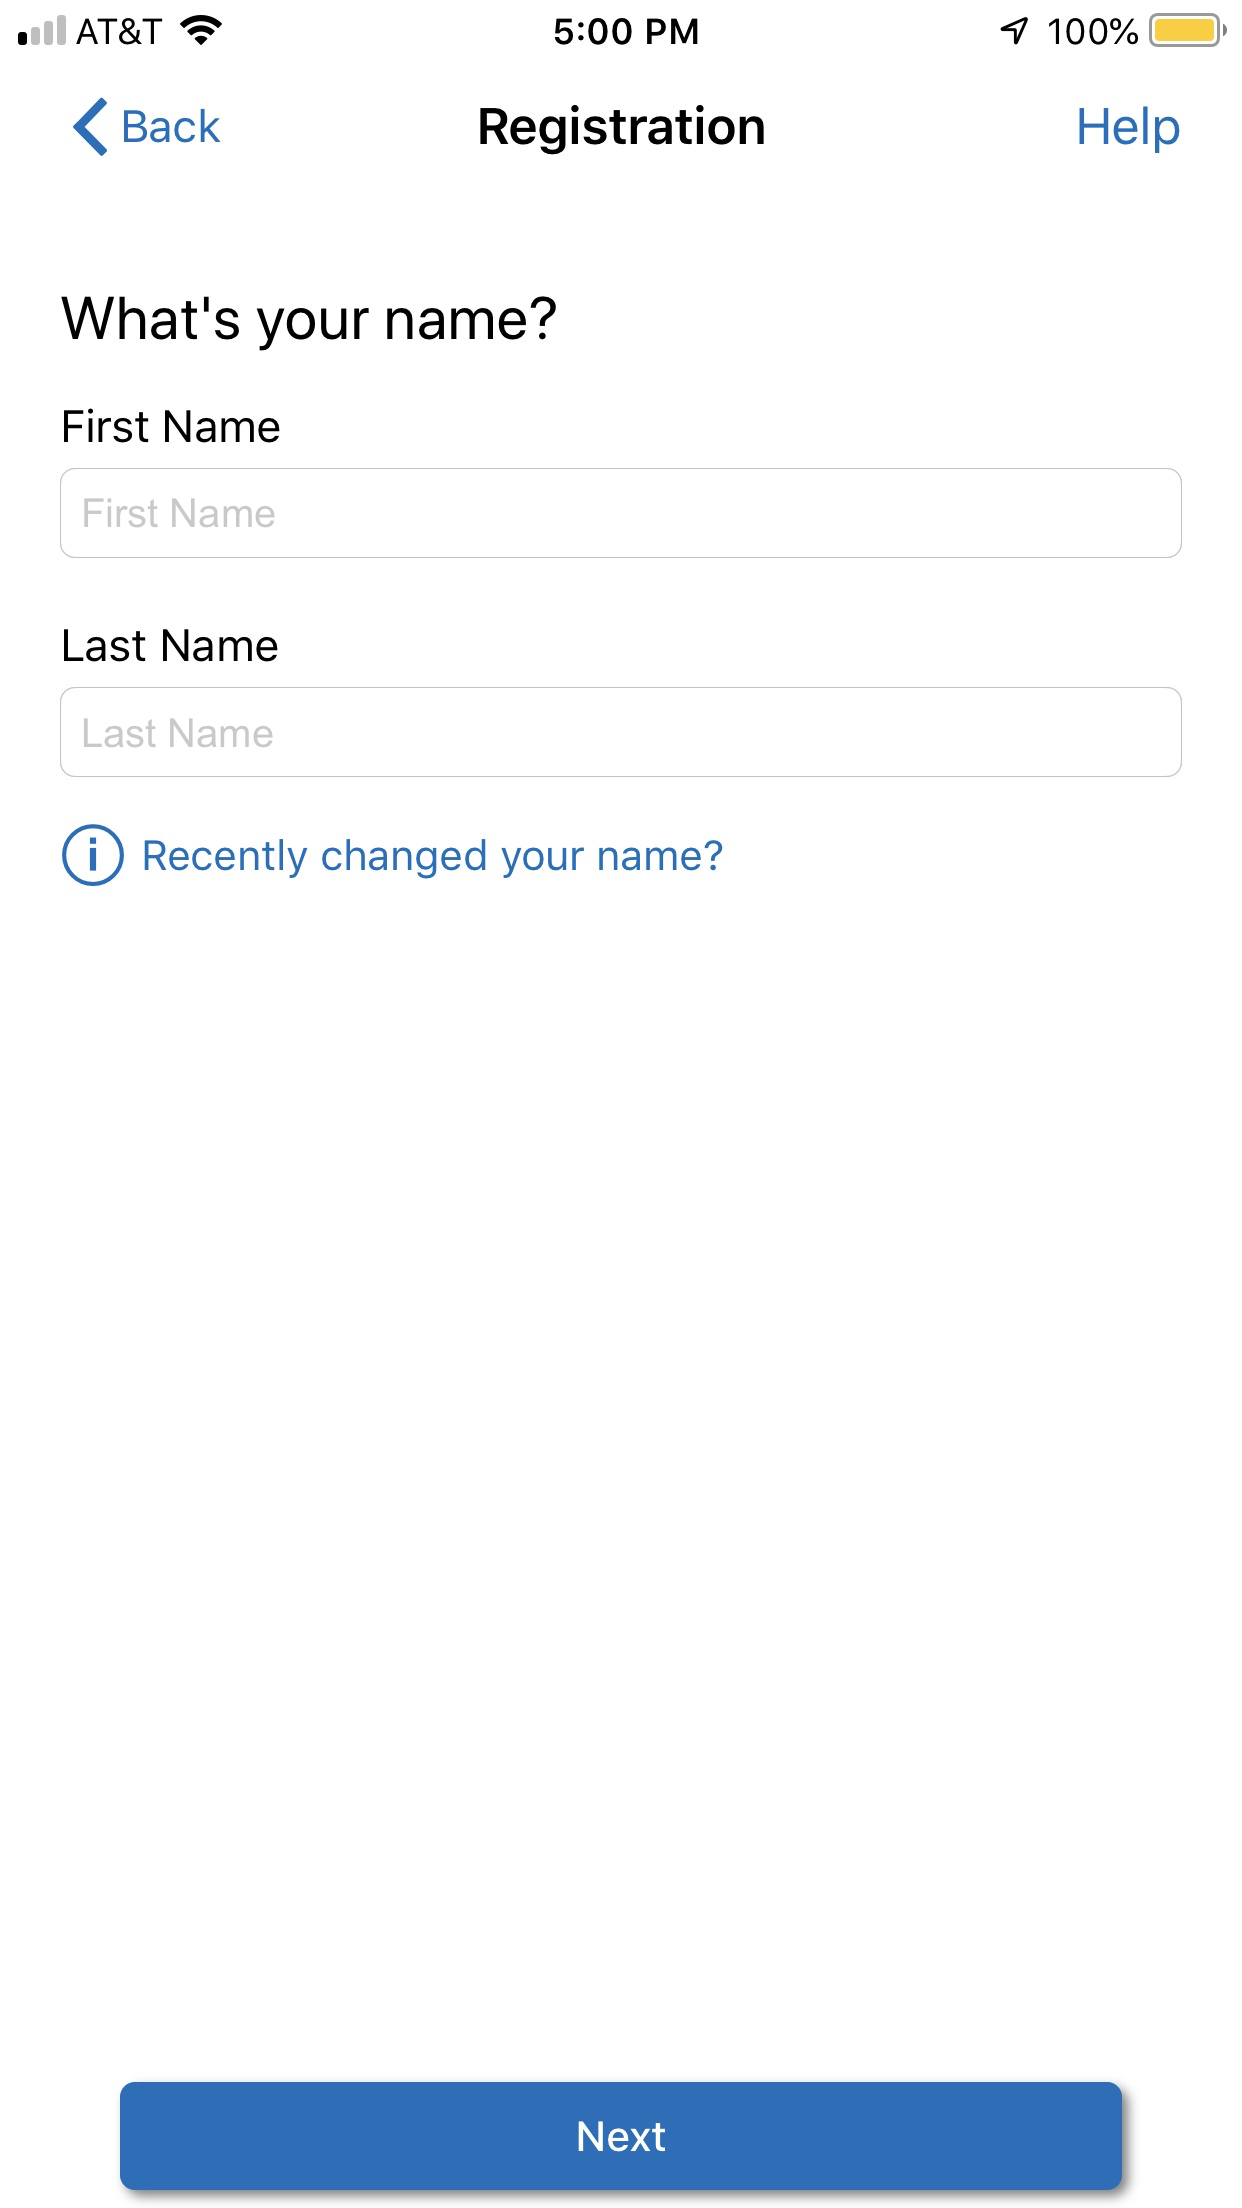 AT&T 5:00 PM 100%
Back Registration Help
What's your name?
First Name
First Name
Last Name
Last Name
Recently changed your name?
Next